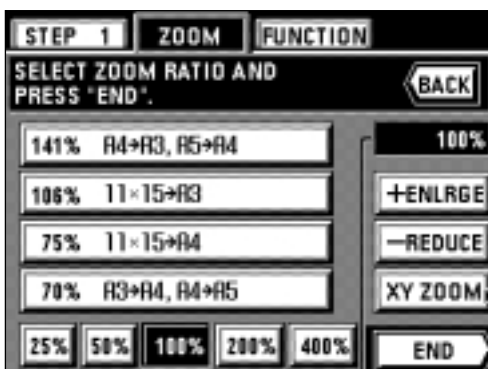 STEP 1 ZOOM FUNCTION
SELECT ZOOM RATIO AND
PRESS "END".
BACK
100%
141% A4→A3, A5→A4
106% 11×15→A3
75% 11×15→A4
70% A3→A4, A4→A5
+ENLRGE
−REDUCE
XY ZOOM
25% 50% 100% 200% 400%
END